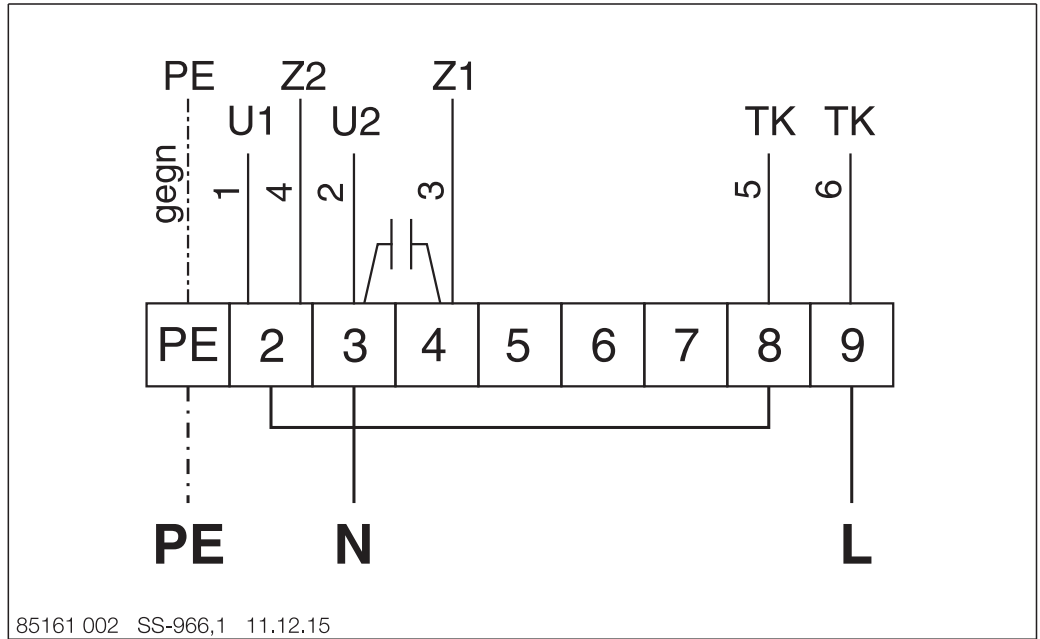 PE Z2 Z1
U1 U2 TK TK
gegn 1 4 2 3 5 6
PE 2 3 4 5 6 7 8 9
PE N L
85161 002 SS-966,1 11.12.15